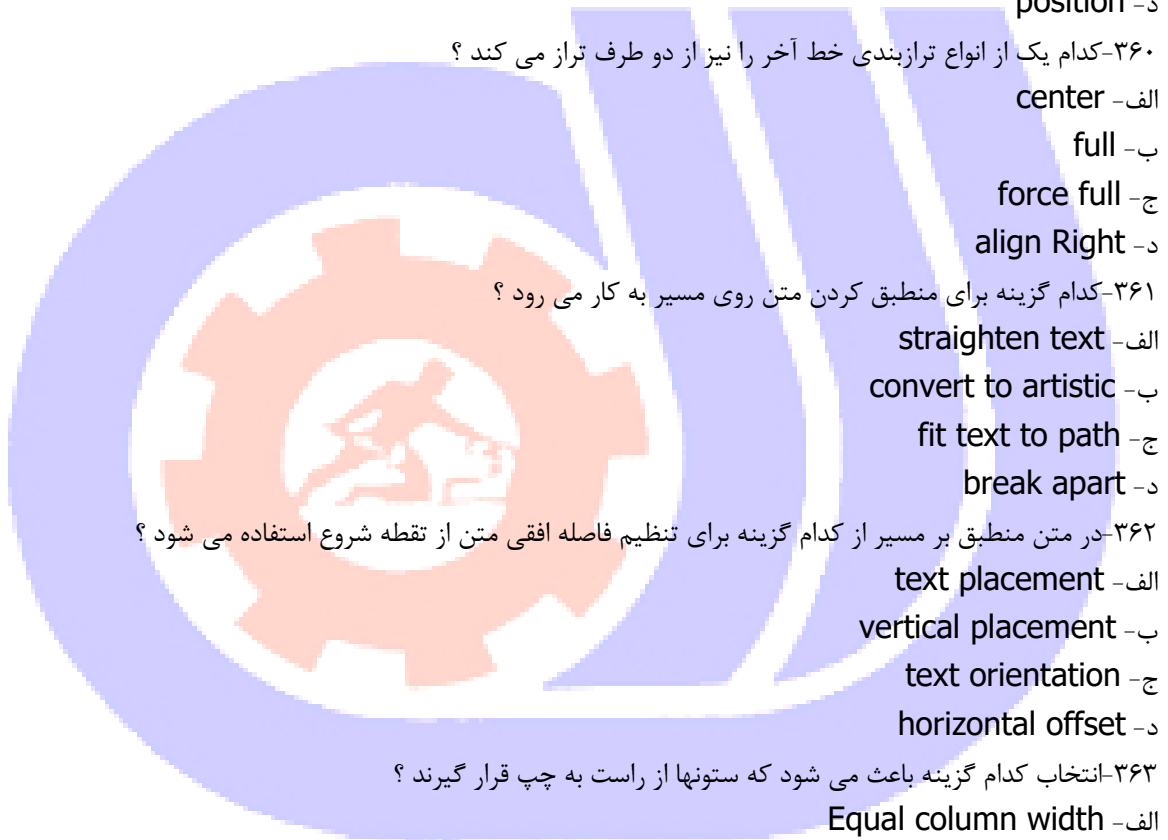 د- position
۳۶۰-کدام یک از انواع ترازبندی خط آخر را نیز از دو طرف تراز می کند ؟
الف- center
ب- full
ج- force full
د- align Right
۳۶۱-کدام گزینه برای منطبق کردن متن روی مسیر به کار می رود ؟
الف- straighten text
ب- convert to artistic
ج- fit text to path
د- break apart
۳۶۲-در متن منطبق بر مسیر از کدام گزینه برای تنظیم فاصله افقی متن از تقطه شروع استفاده می شود ؟
الف- text placement
ب- vertical placement
ج- text orientation
د- horizontal offset
۳۶۳-انتخاب کدام گزینه باعث می شود که ستونها از راست به چپ قرار گیرند ؟
الف- Equal column width